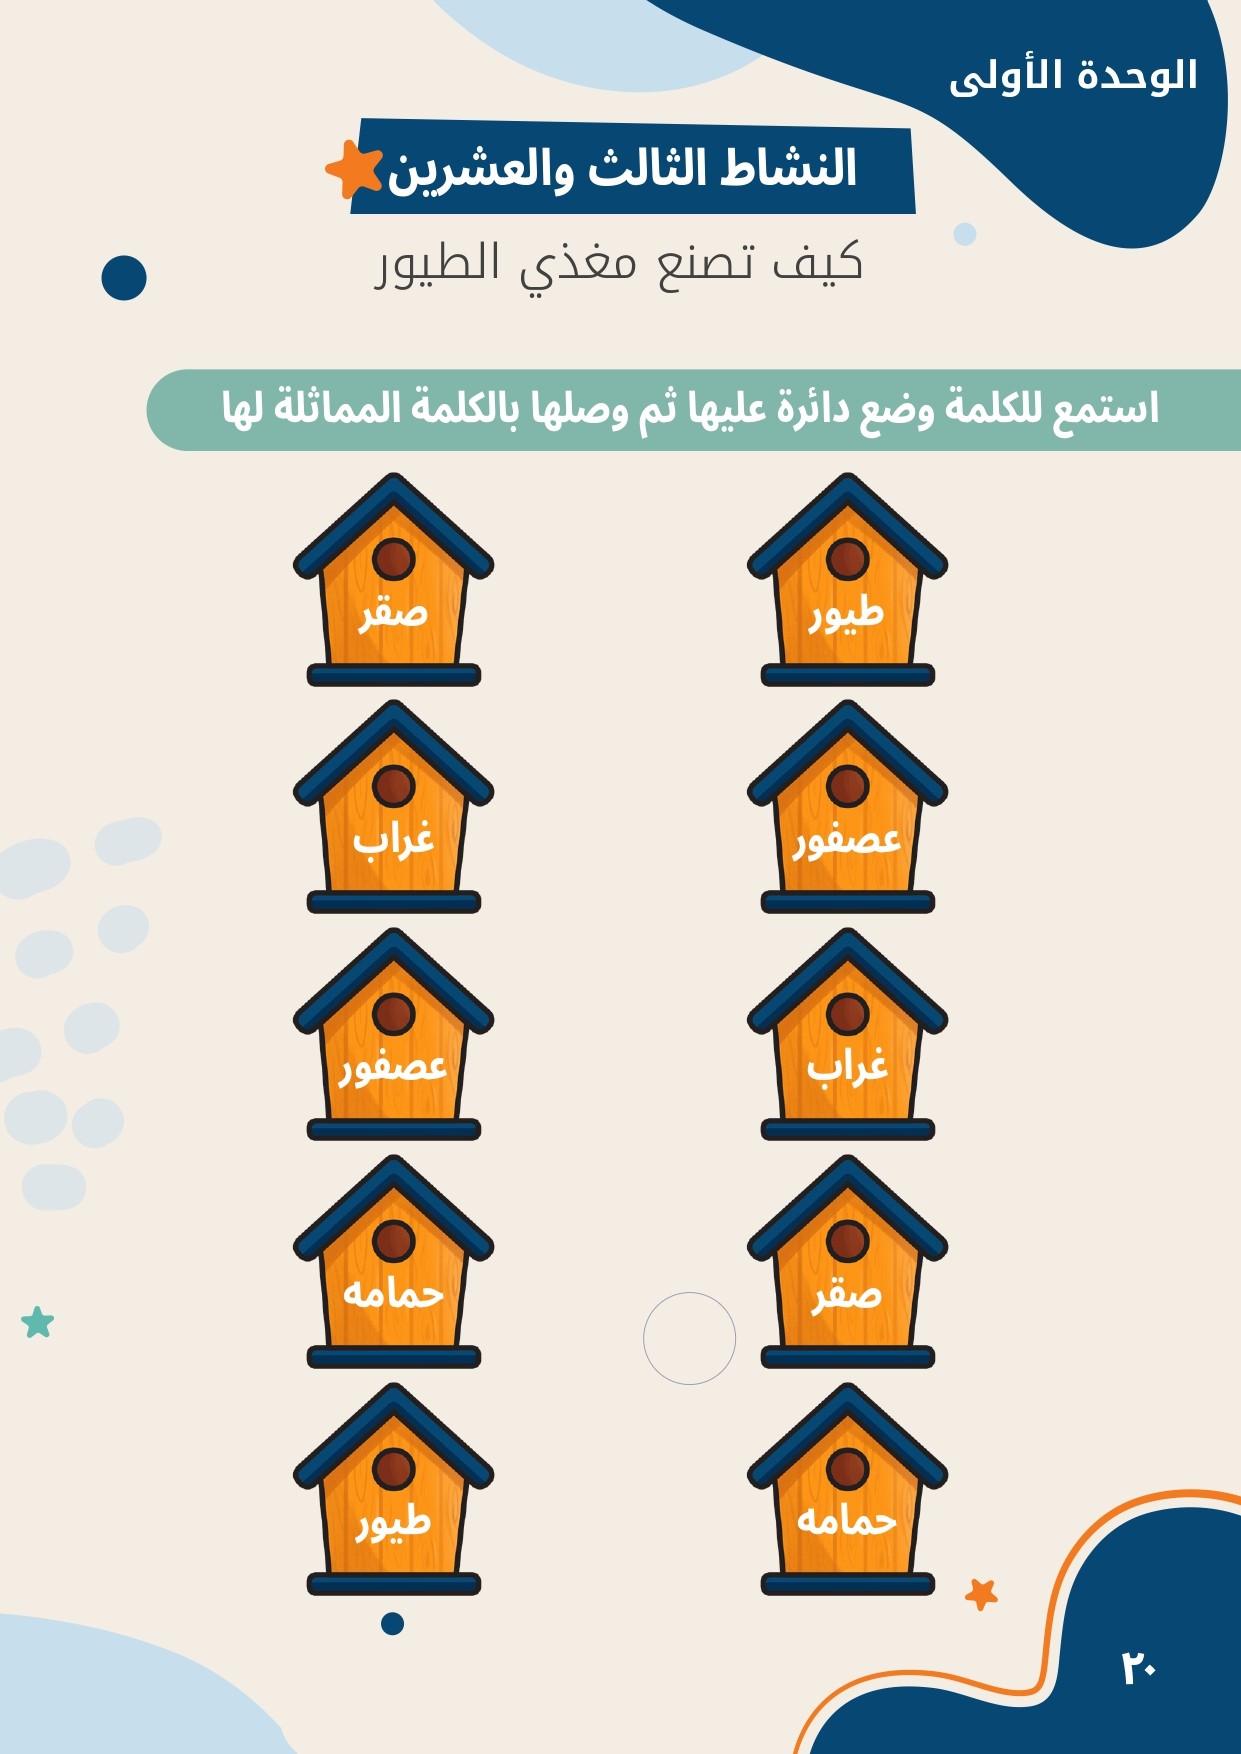 الوحدة الأولى
النشاط الثالث والعشرين
كيف تصنع مغذي الطيور
استمع للكلمة وضع دائرة عليها ثم وصلها بالكلمة المماثلة لها
طيور
صقر
عصفور
غراب
غراب
عصفور
صقر
حمامه
حمامه
طيور
٢٠